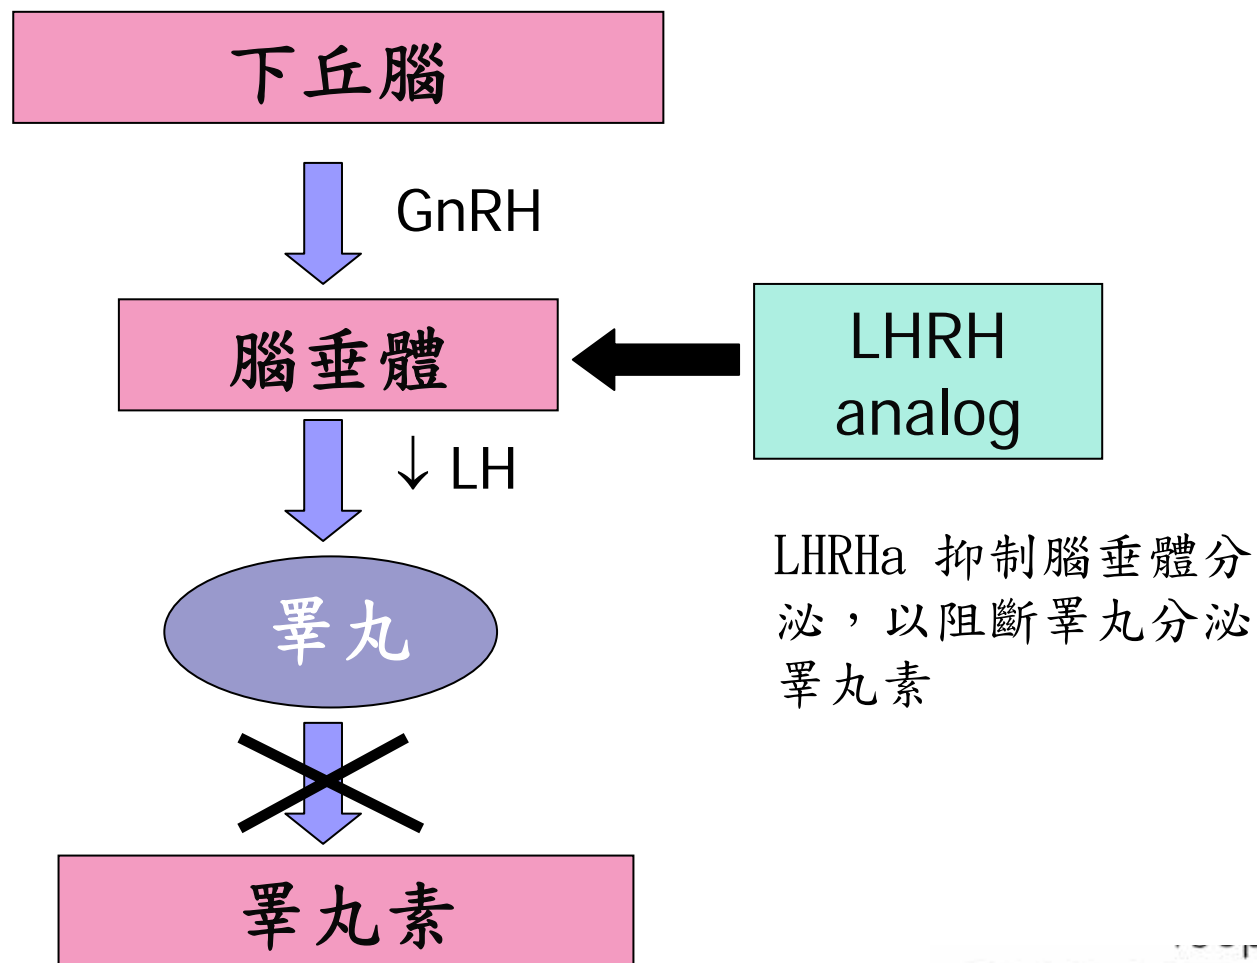 下丘腦
GnRH
腦垂體
LHRH
analog
↓ LH
LHRHa 抑制腦垂體分
泌，以阻斷睪丸分泌
睪丸素
睪丸
睪丸素